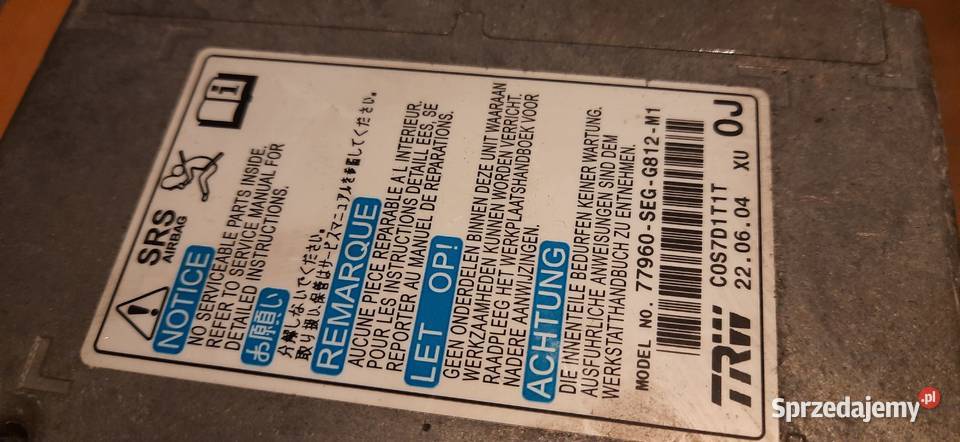 SRS
AIRBAG
NOTICE
NO SERVICEABLE PARTS INSIDE.
REFER TO SERVICE MANUAL FOR
DETAILED INSTRUCTIONS.
お願い
分解しないでください。
取り扱い保管はサービスマニュアルを参照してください。
REMARQUE
AUCUNE PIECE REPARABLE A L INTERIEUR.
POUR LES INSTRUCTIONS DETAILLEES, SE
REPORTER AU MANUEL DE REPARATIONS.
LET OP!
GEEN ONDERDELEN BINNEN DEZE UNIT WAARAAN
WERKZAAMHEDEN KUNNEN WORDEN VERRICHT.
RAADPLEEG HET WERKPLAATSHANDBOEK VOOR
NADERE AANWIJZINGEN.
ACHTUNG
DIE INNENTEILE BEDÜRFEN KEINER WARTUNG.
AUSFÜHRLICHE ANWEISUNGEN SIND DEM
WERKSTATTHANDBUCH ZU ENTNEHMEN.
MODEL NO. 77960-SEG-G812-M1
TRW
COS7D1T1T
22.06.04 XU 0J
Sprzedajemy.pl